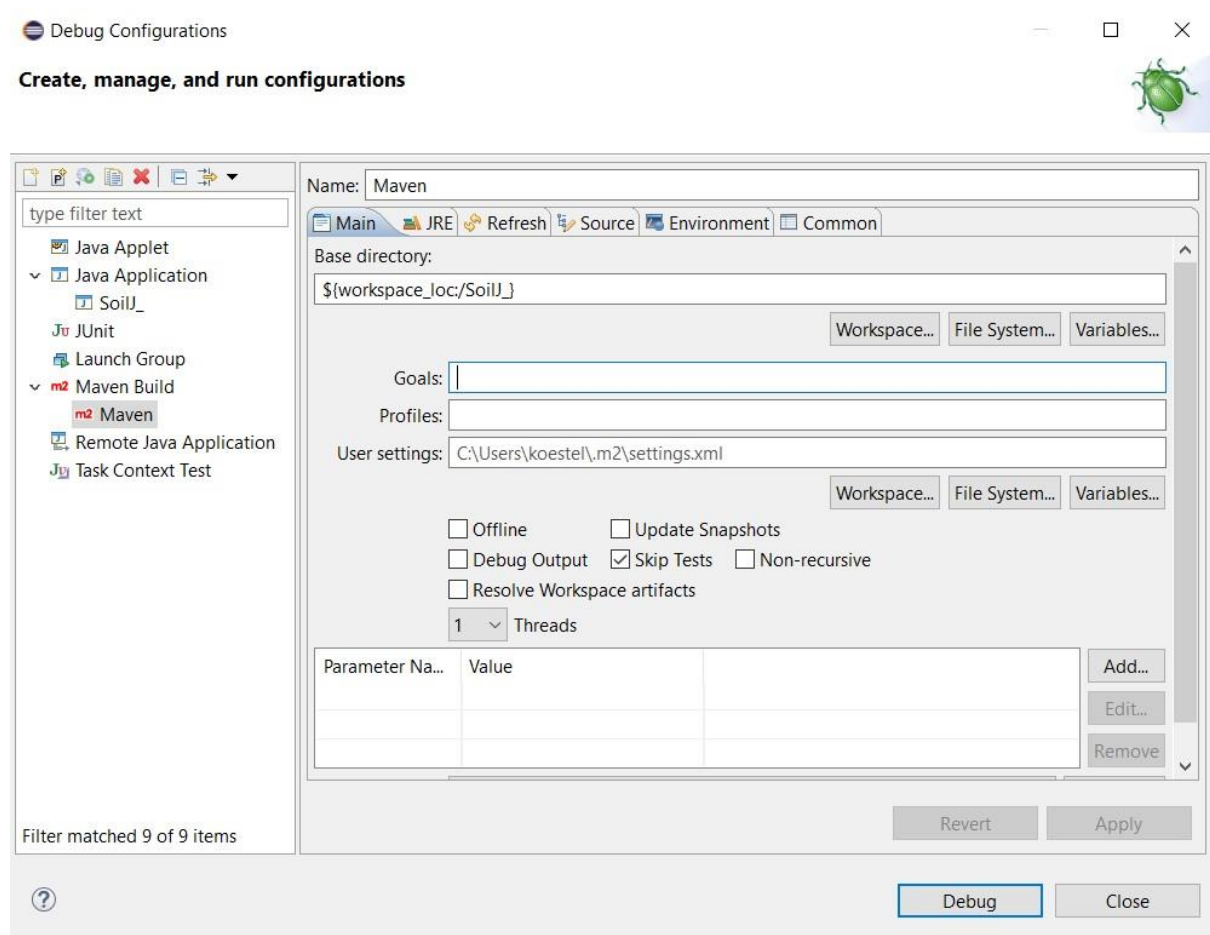 Debug Configurations
Create, manage, and run configurations
type filter text
Java Applet
Java Application
SoilJ_
JUnit
Launch Group
m2 Maven Build
m2 Maven
Remote Java Application
Task Context Test
Filter matched 9 of 9 items
Name: Maven
Main JRE Refresh Source Environment Common
Base directory:
${workspace_loc:/SoilJ_}
Workspace... File System... Variables...
Goals:
Profiles:
User settings: C:\Users\koestel\.m2\settings.xml
Workspace... File System... Variables...
Offline Update Snapshots
Debug Output Skip Tests Non-recursive
Resolve Workspace artifacts
1 Threads
Parameter Na... Value Add...
Edit...
Remove
Revert Apply
Debug Close